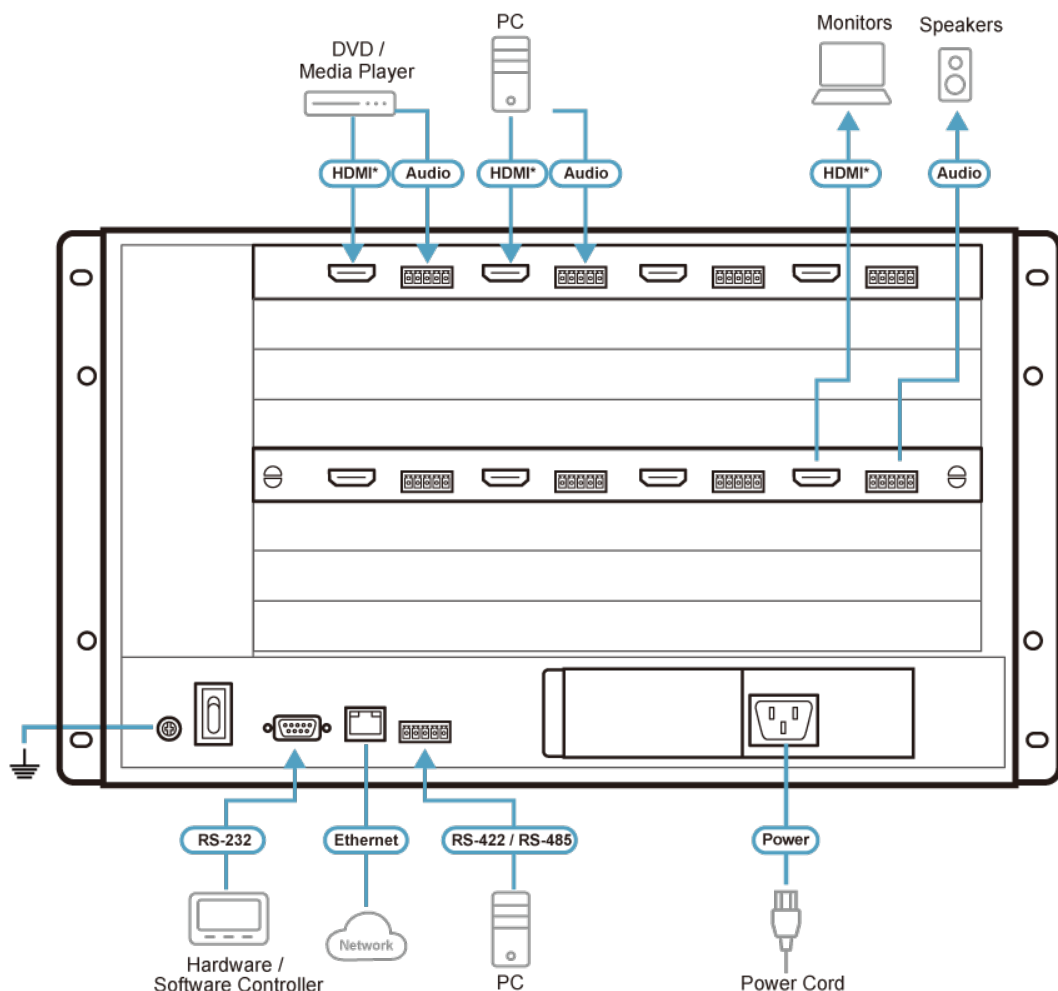 PC
Monitors
Speakers
DVD /
Media Player
HDMI*
Audio
HDMI*
Audio
HDMI*
Audio
RS-232
Ethernet
RS-422 / RS-485
Power
Network
Hardware /
Software Controller
PC
Power Cord